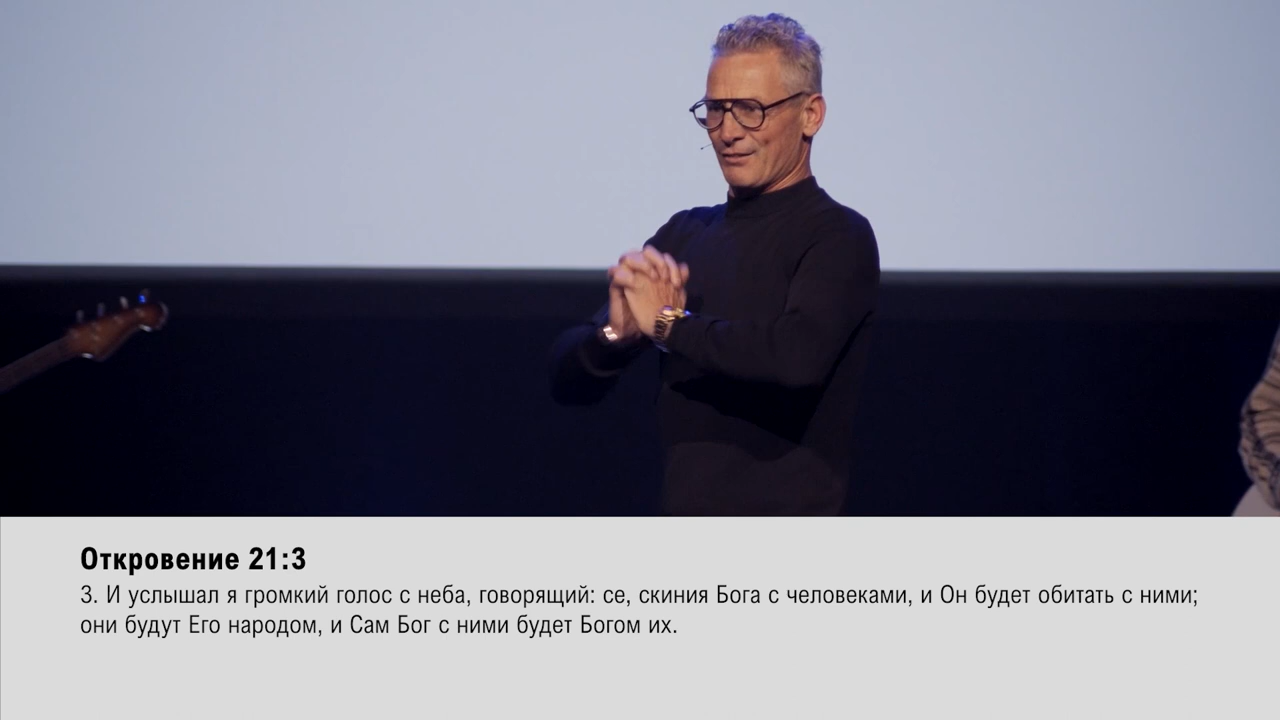 Откровение 21:3
3. И услышал я громкий голос с неба, говорящий: се, скиния Бога с человеками, и Он будет обитать с ними;
они будут Его народом, и Сам Бог с ними будет Богом их.